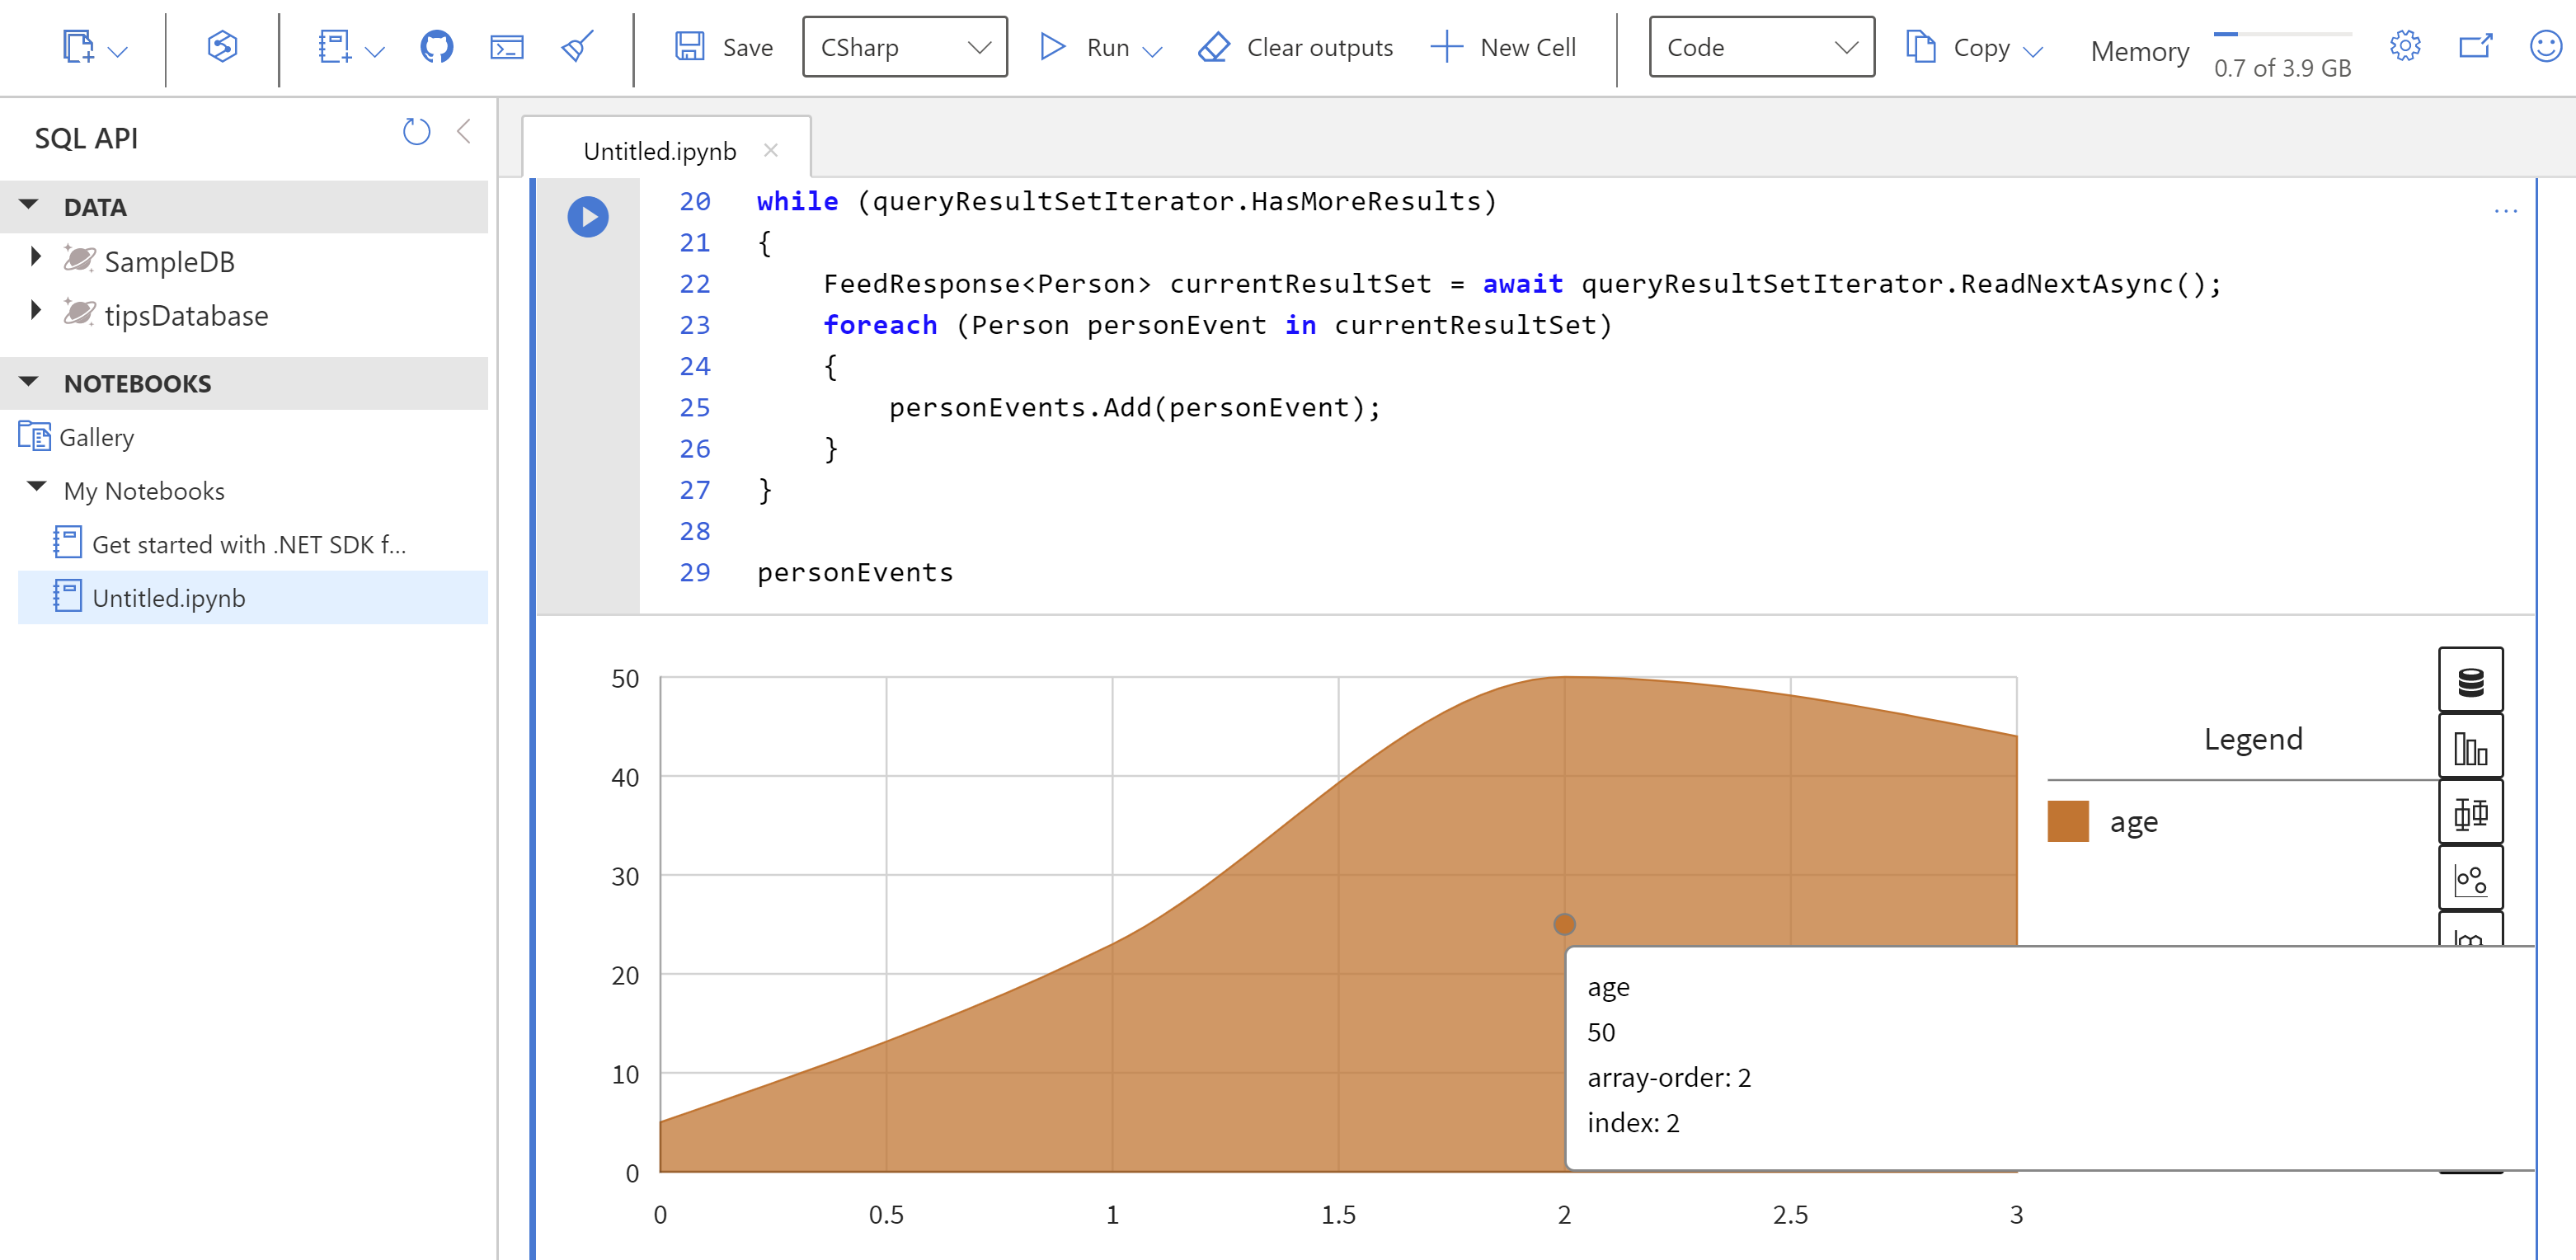 Save
CSharp
Run
Clear outputs
New Cell
Code
Copy
Memory
0.7 of 3.9 GB
SQL API
DATA
SampleDB
tipsDatabase
NOTEBOOKS
Gallery
My Notebooks
Get started with .NET SDK f...
Untitled.ipynb
Untitled.ipynb
20 while (queryResultSetIterator.HasMoreResults)
21 {
22 FeedResponse<Person> currentResultSet = await queryResultSetIterator.ReadNextAsync();
23 foreach (Person personEvent in currentResultSet)
24 {
25 personEvents.Add(personEvent);
26 }
27 }
28
29 personEvents
50
40
30
20
10
0
0 0.5 1 1.5 2 2.5 3
Legend
age
age
50
array-order: 2
index: 2